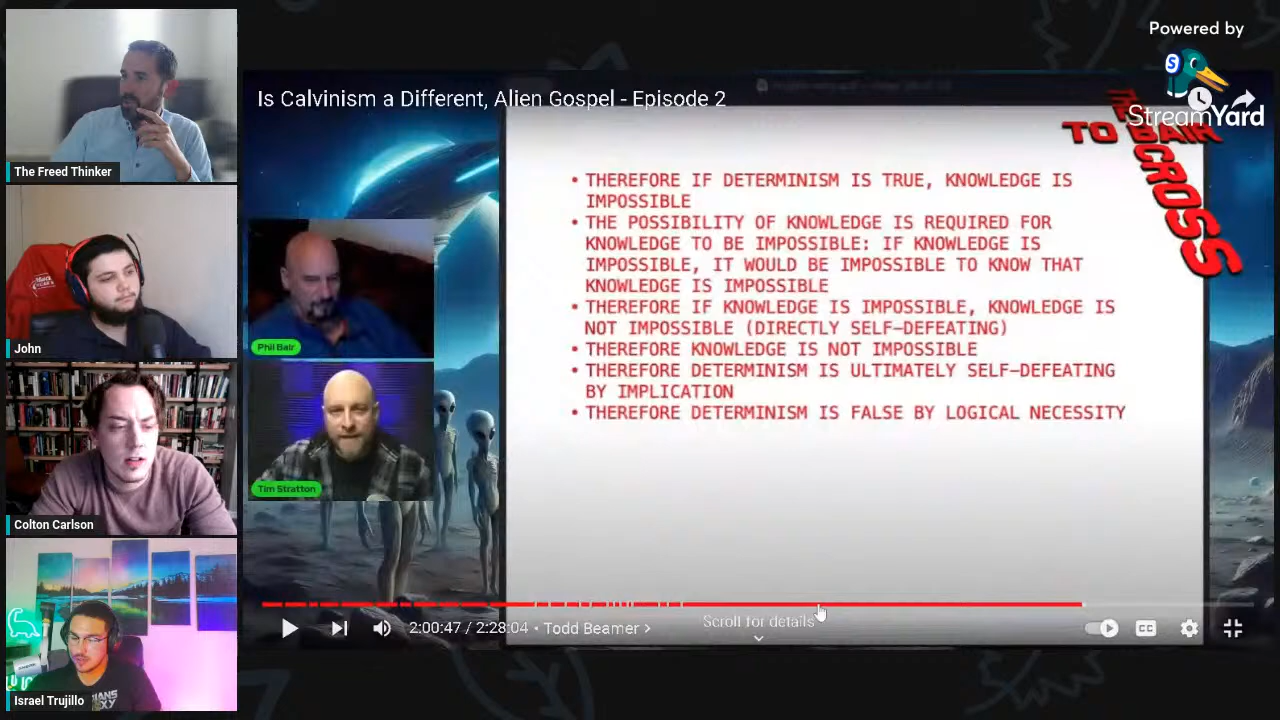 The Freed Thinker
John
Colton Carlson
Israel Trujillo
Powered by
StreamYard
Is Calvinism a Different, Alien Gospel - Episode 2
TO BAIR
CROSS
Phil Bair
Tim Stratton
• THEREFORE IF DETERMINISM IS TRUE, KNOWLEDGE IS
IMPOSSIBLE
• THE POSSIBILITY OF KNOWLEDGE IS REQUIRED FOR
KNOWLEDGE TO BE IMPOSSIBLE: IF KNOWLEDGE IS
IMPOSSIBLE, IT WOULD BE IMPOSSIBLE TO KNOW THAT
KNOWLEDGE IS IMPOSSIBLE
• THEREFORE IF KNOWLEDGE IS IMPOSSIBLE, KNOWLEDGE IS
NOT IMPOSSIBLE (DIRECTLY SELF-DEFEATING)
• THEREFORE KNOWLEDGE IS NOT IMPOSSIBLE
• THEREFORE DETERMINISM IS ULTIMATELY SELF-DEFEATING
BY IMPLICATION
• THEREFORE DETERMINISM IS FALSE BY LOGICAL NECESSITY
2:00:47 / 2:28:04 • Todd Beamer >
Scroll for details
CC